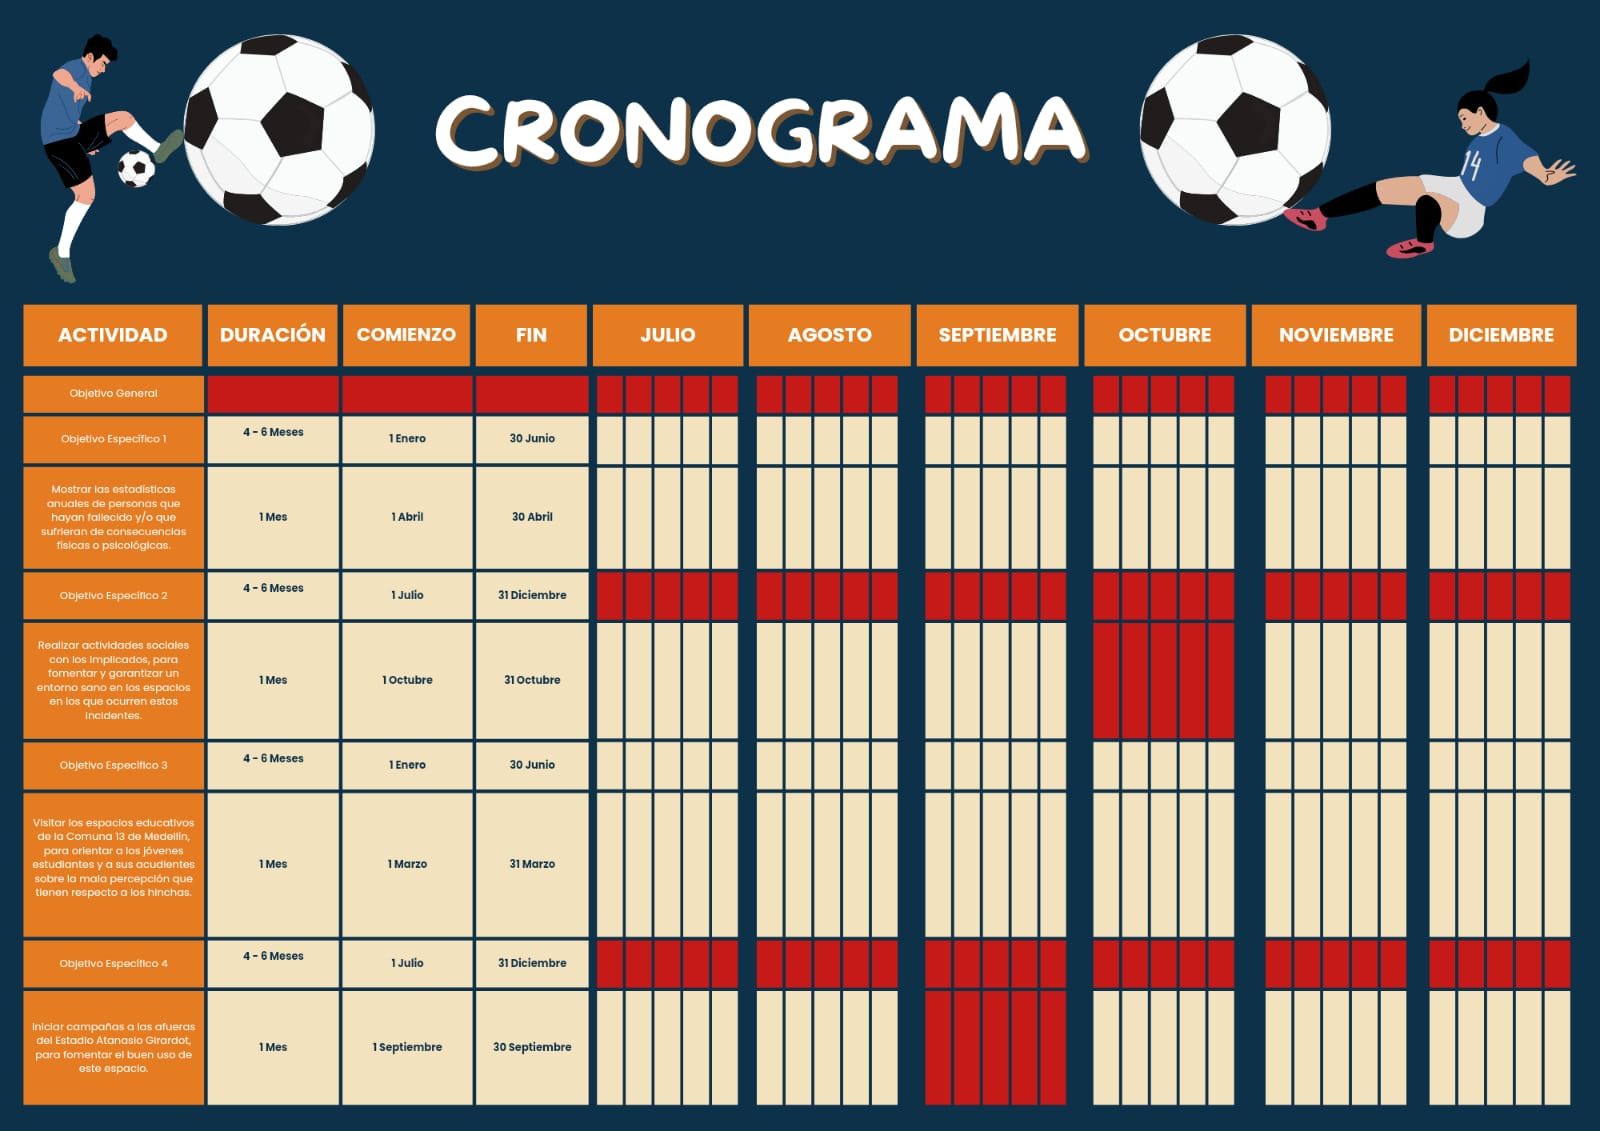 CRONOGRAMA
14
ACTIVIDAD DURACIÓN COMIENZO FIN JULIO AGOSTO SEPTIEMBRE OCTUBRE NOVIEMBRE DICIEMBRE
Objetivo General
Objetivo Específico 1 4 - 6 Meses 1 Enero 30 Junio
Mostrar las estadísticas
anuales de personas que
hayan fallecido y/o que
sufrieran de consecuencias
físicas o psicológicas.
1 Mes 1 Abril 30 Abril
Objetivo Específico 2 4 - 6 Meses 1 Julio 31 Diciembre
Realizar actividades sociales
con los implicados, para
fomentar y garantizar un
entorno sano en los espacios
en los que ocurren estos
incidentes.
1 Mes 1 Octubre 31 Octubre
Objetivo Específico 3 4 - 6 Meses 1 Enero 30 Junio
Visitar los espacios educativos
de la Comuna 13 de Medellín,
para orientar a los jóvenes
estudiantes y a sus acudientes
sobre la mala percepción que
tienen respecto a los hinchas.
1 Mes 1 Marzo 31 Marzo
Objetivo Específico 4 4 - 6 Meses 1 Julio 31 Diciembre
Iniciar campañas a las afueras
del Estadio Atanasio Girardot,
para fomentar el buen uso de
este espacio.
1 Mes 1 Septiembre 30 Septiembre